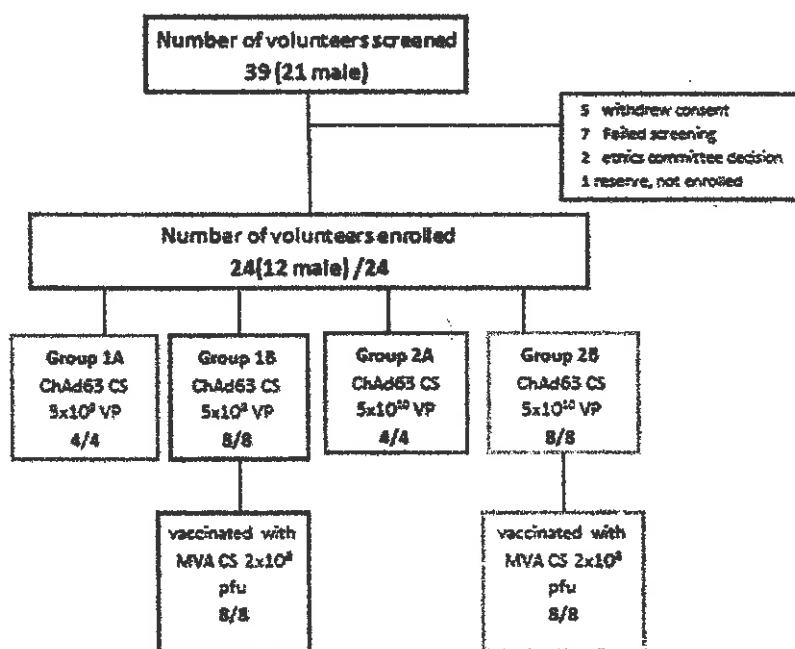 Number of volunteers screened
39 (21 male)
5 withdrew consent
7 Failed screening
2 ethics committee decision
1 reserve, not enrolled
Number of volunteers enrolled
24(12 male) /24
Group 1A
ChAd63 CS
5x10⁹ VP
4/4
Group 1B
ChAd63 CS
5x10⁹ VP
8/8
Group 2A
ChAd63 CS
5x10¹⁰ VP
4/4
Group 2B
ChAd63 CS
5x10¹⁰ VP
8/8
vaccinated with
MVA CS 2x10⁸
pfu
8/8
vaccinated with
MVA CS 2x10⁸
pfu
8/8